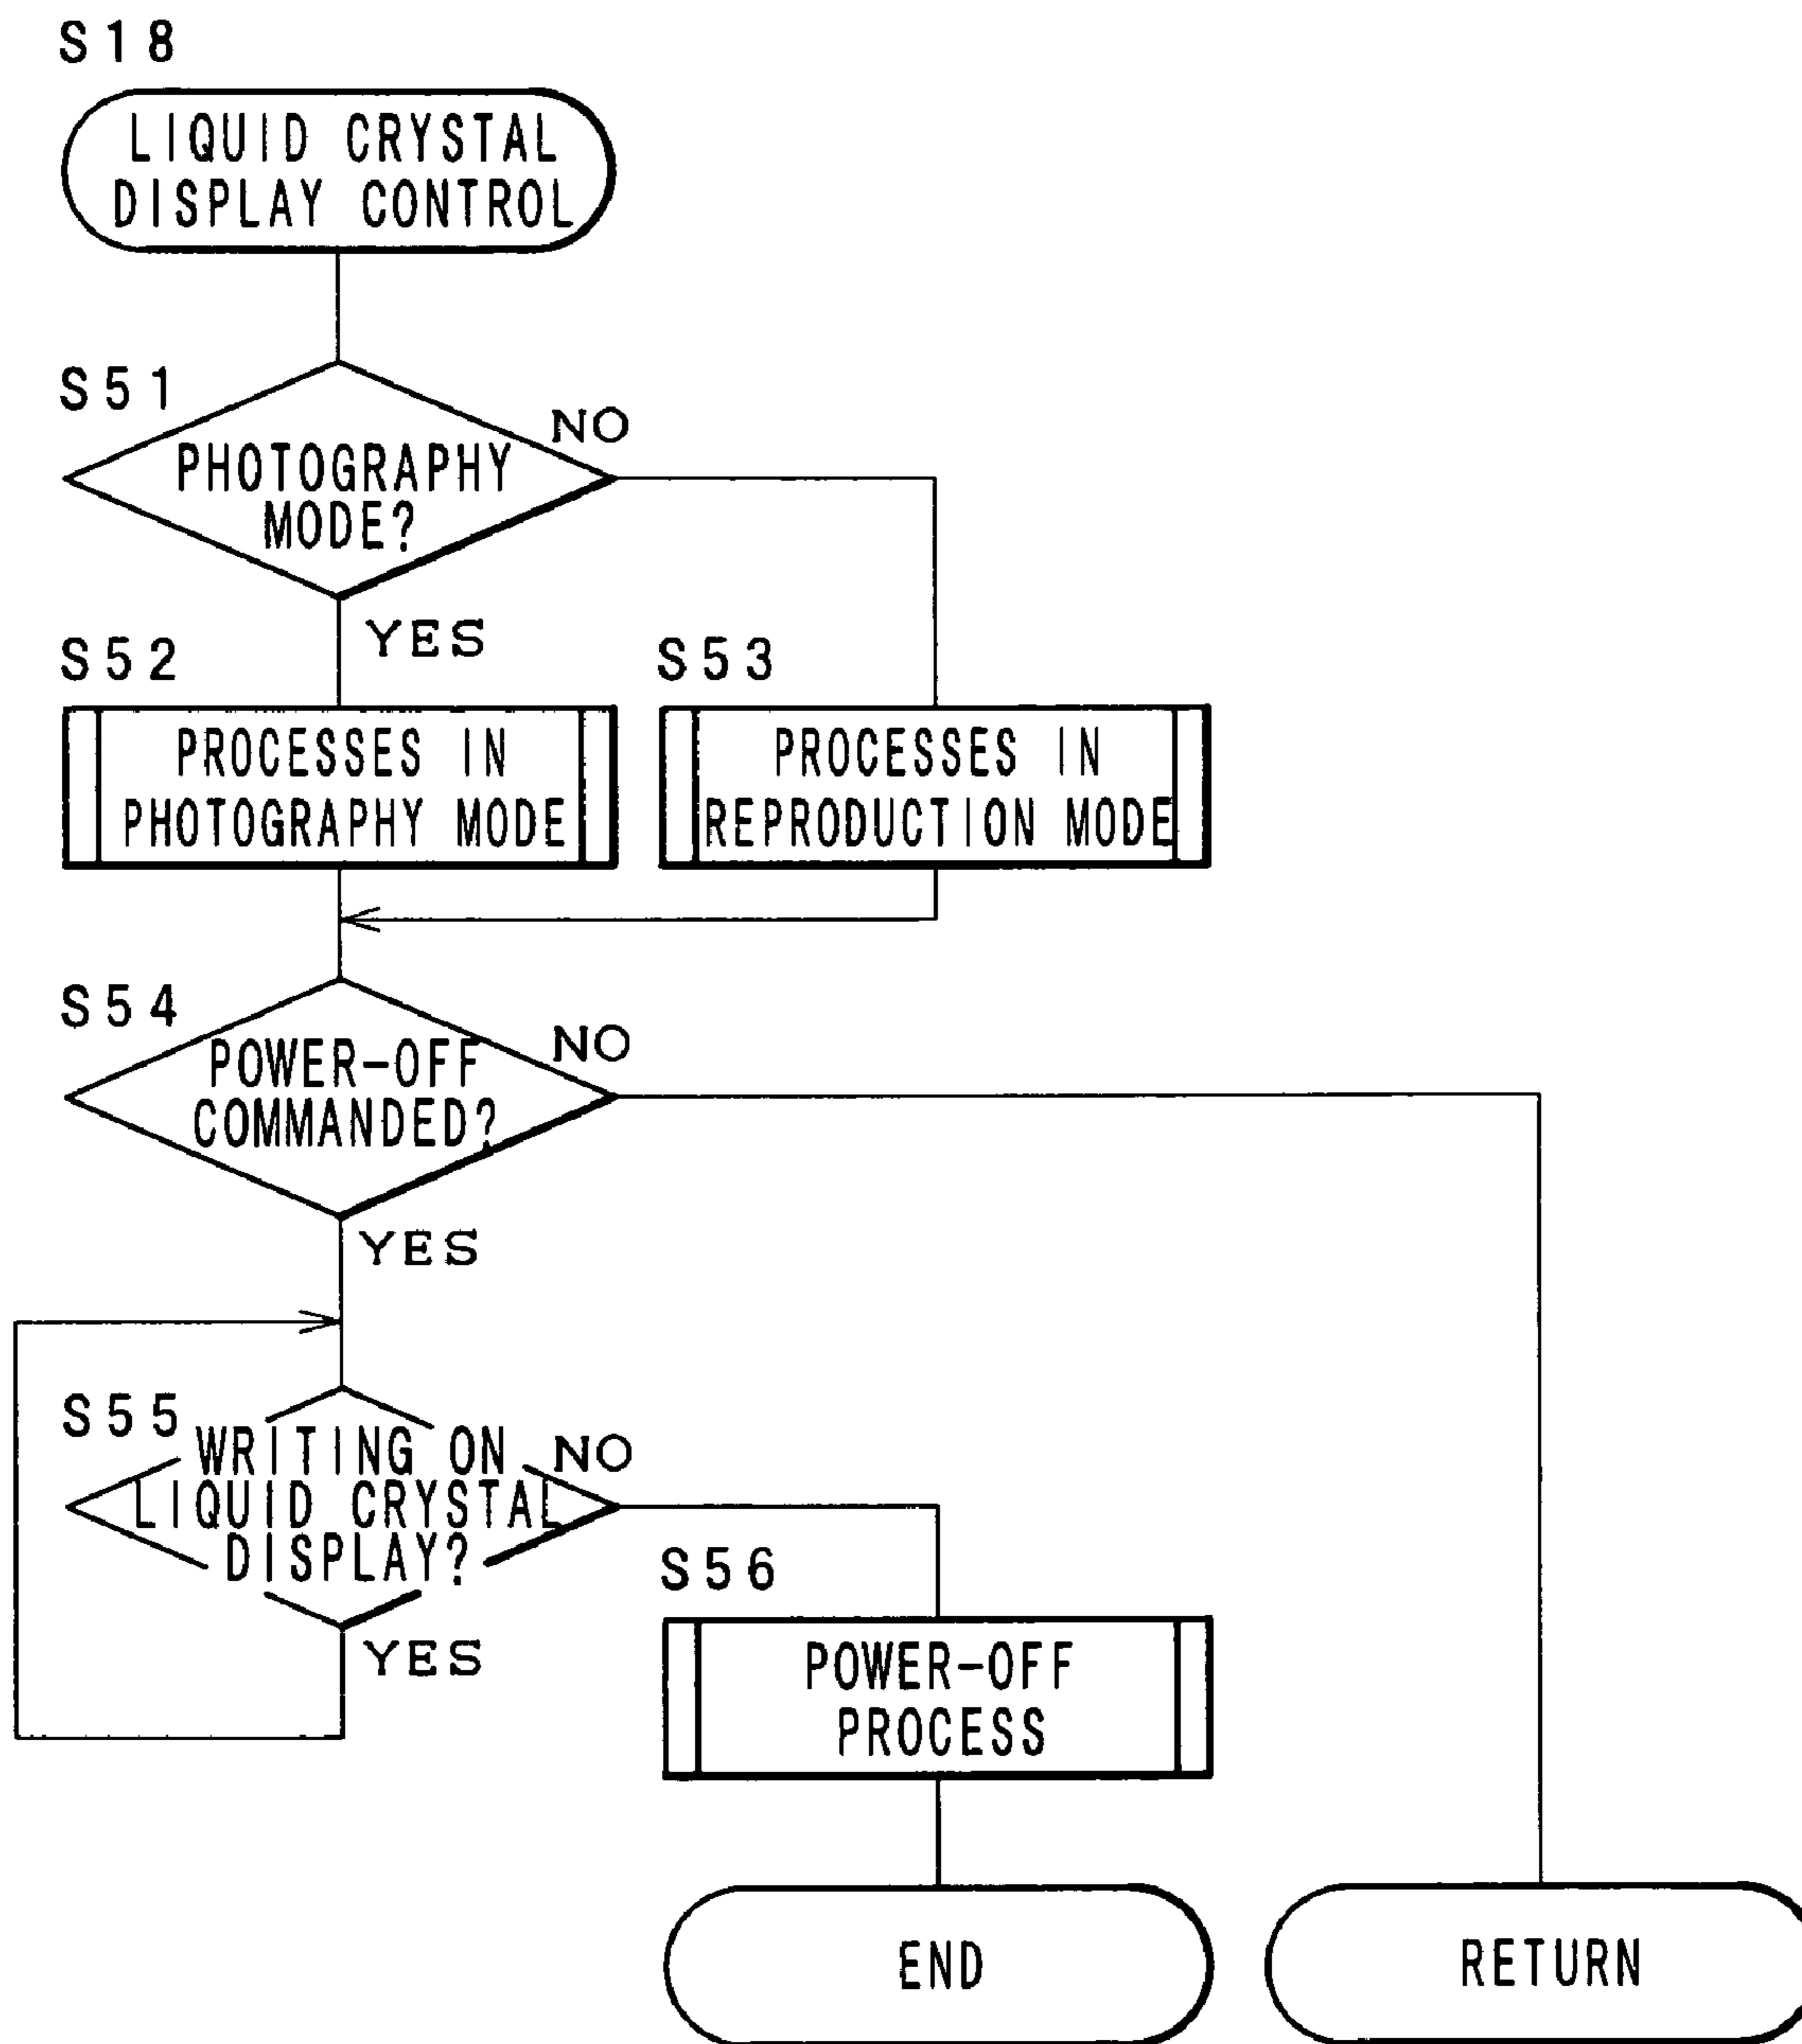 S18
LIQUID CRYSTAL
DISPLAY CONTROL
S51
NO
PHOTOGRAPHY
MODE?
YES
S52
PROCESSES IN
PHOTOGRAPHY MODE
S53
PROCESSES IN
REPRODUCTION MODE
S54
NO
POWER-OFF
COMMANDED?
YES
S55
NO
WRITING ON
LIQUID CRYSTAL
DISPLAY?
YES
S56
POWER-OFF
PROCESS
END
RETURN